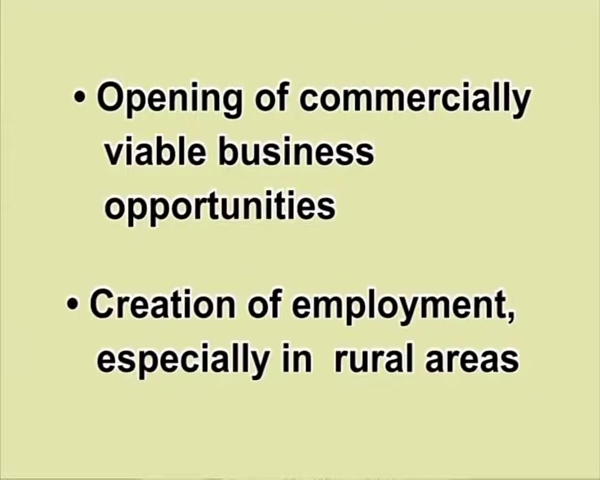 • Opening of commercially
viable business
opportunities
• Creation of employment,
especially in rural areas